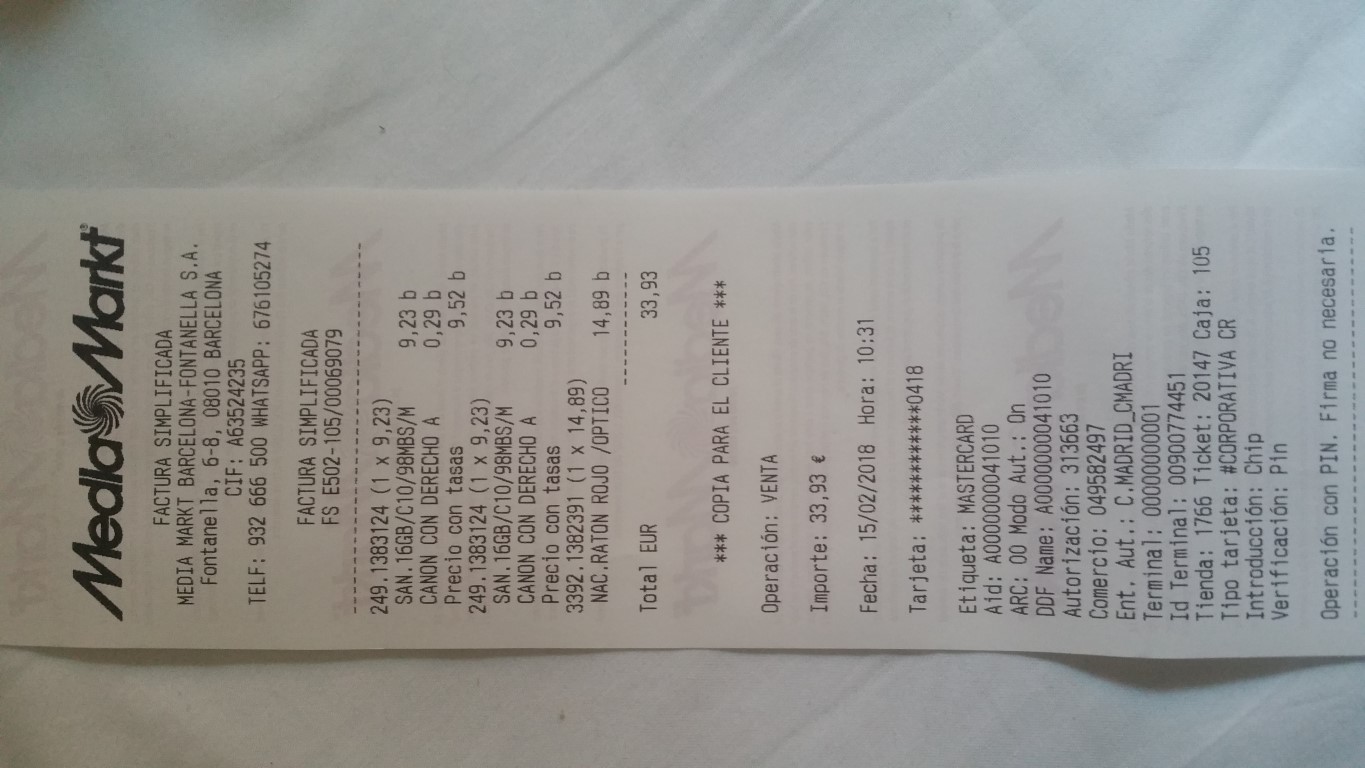 Media Markt
FACTURA SIMPLIFICADA
MEDIA MARKT BARCELONA-FONTANELLA S.A.
Fontanella, 6-8, 08010 BARCELONA
CIF: A63524235
TELF: 932 666 500 WHATSAPP: 676105274
FACTURA SIMPLIFICADA
FS E502-105/00069079
--------------------------------------
249.1383124 (1 x 9,23)
SAN.16GB/C10/98MBS/M 9,23 b
CANON CON DERECHO A 0,29 b
Precio con tasas 9,52 b
249.1383124 (1 x 9,23)
SAN.16GB/C10/98MBS/M 9,23 b
CANON CON DERECHO A 0,29 b
Precio con tasas 9,52 b
3392.1382391 (1 x 14,89)
NAC.RATON ROJO /OPTICO 14,89 b
------------
Total EUR 33,93
*** COPIA PARA EL CLIENTE ***
Operación: VENTA
Importe: 33,93 €
Fecha: 15/02/2018 Hora: 10:31
Tarjeta: ************0418
Etiqueta: MASTERCARD
Aid: A0000000041010
ARC: 00 Modo Aut.: On
DDF Name: A0000000041010
Autorización: 313663
Comercio: 049582497
Ent. Aut.: C.MADRID_CMADRI
Terminal: 00000000001
Id Terminal: 00900774451
Tienda: 1766 Ticket: 20147 Caja: 105
Tipo tarjeta: #CORPORATIVA CR
Introducción: Chip
Verificación: Pin
Operación con PIN. Firma no necesaria.
----------------------------------------